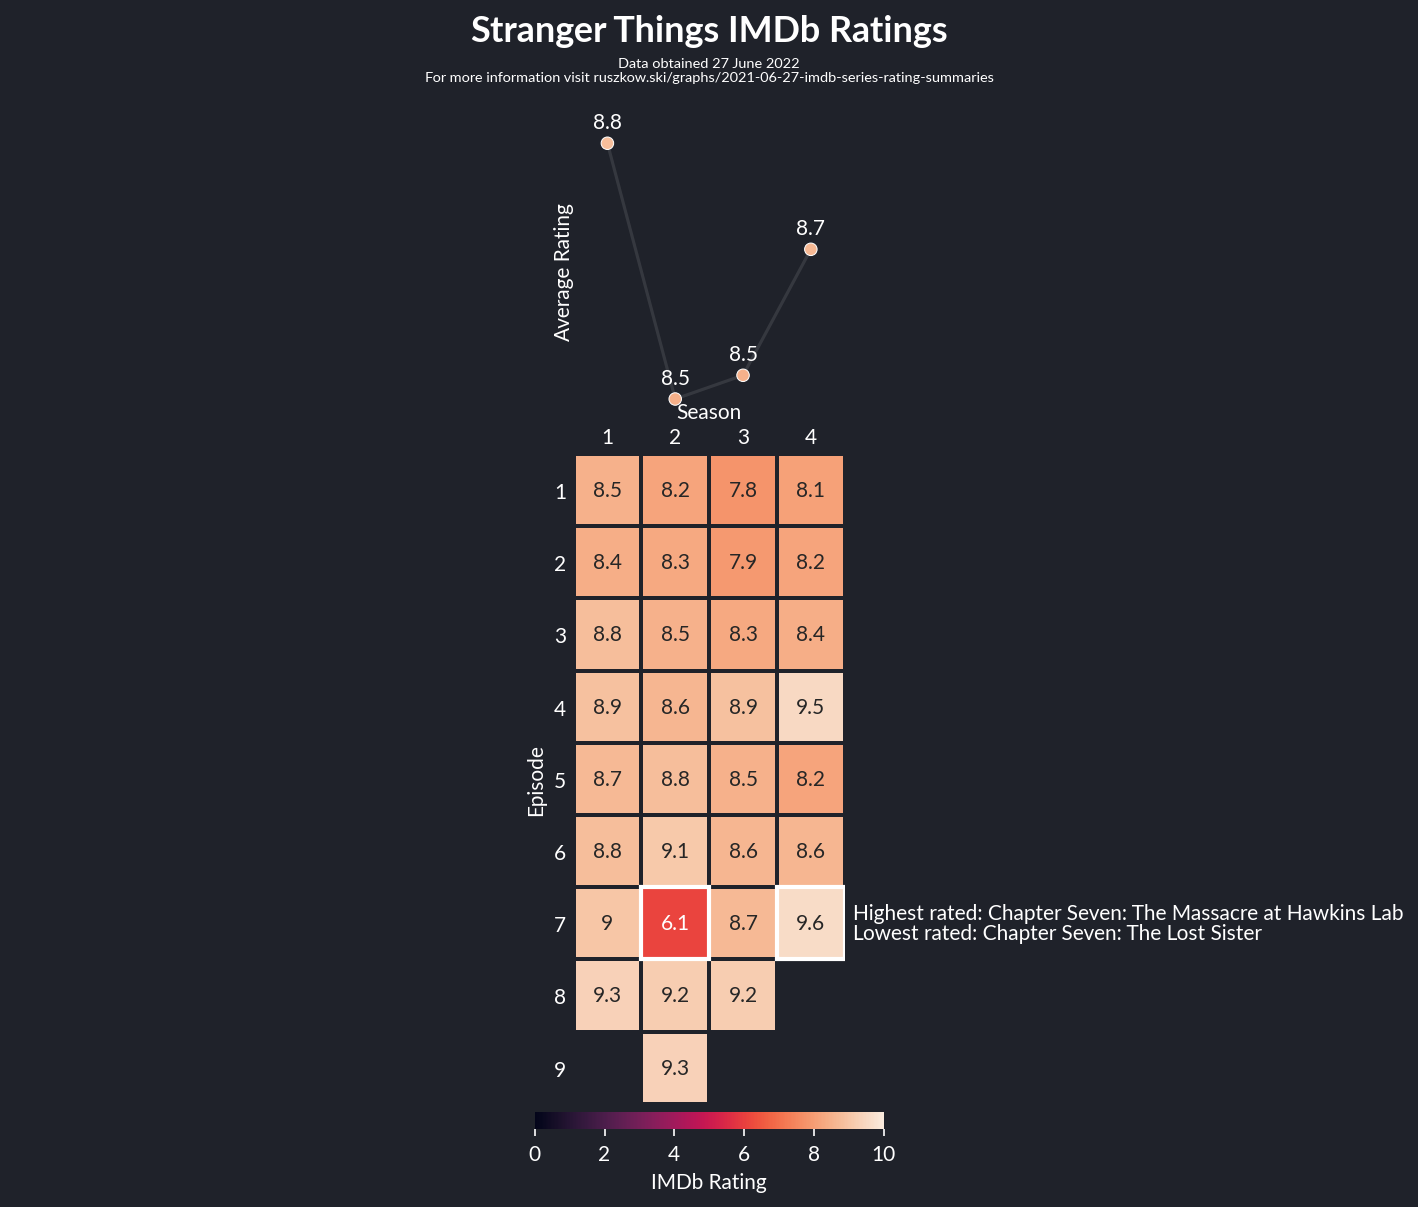 Stranger Things IMDb Ratings
Data obtained 27 June 2022
For more information visit ruszkow.ski/graphs/2021-06-27-imdb-series-rating-summaries
8.8
8.7
Average Rating
8.5
8.5
Season
1 2 3 4
1 8.5 8.2 7.8 8.1
2 8.4 8.3 7.9 8.2
3 8.8 8.5 8.3 8.4
4 8.9 8.6 8.9 9.5
Episode
5 8.7 8.8 8.5 8.2
6 8.8 9.1 8.6 8.6
7 9 6.1 8.7 9.6
Highest rated: Chapter Seven: The Massacre at Hawkins Lab
Lowest rated: Chapter Seven: The Lost Sister
8 9.3 9.2 9.2
9 9.3
0 2 4 6 8 10
IMDb Rating